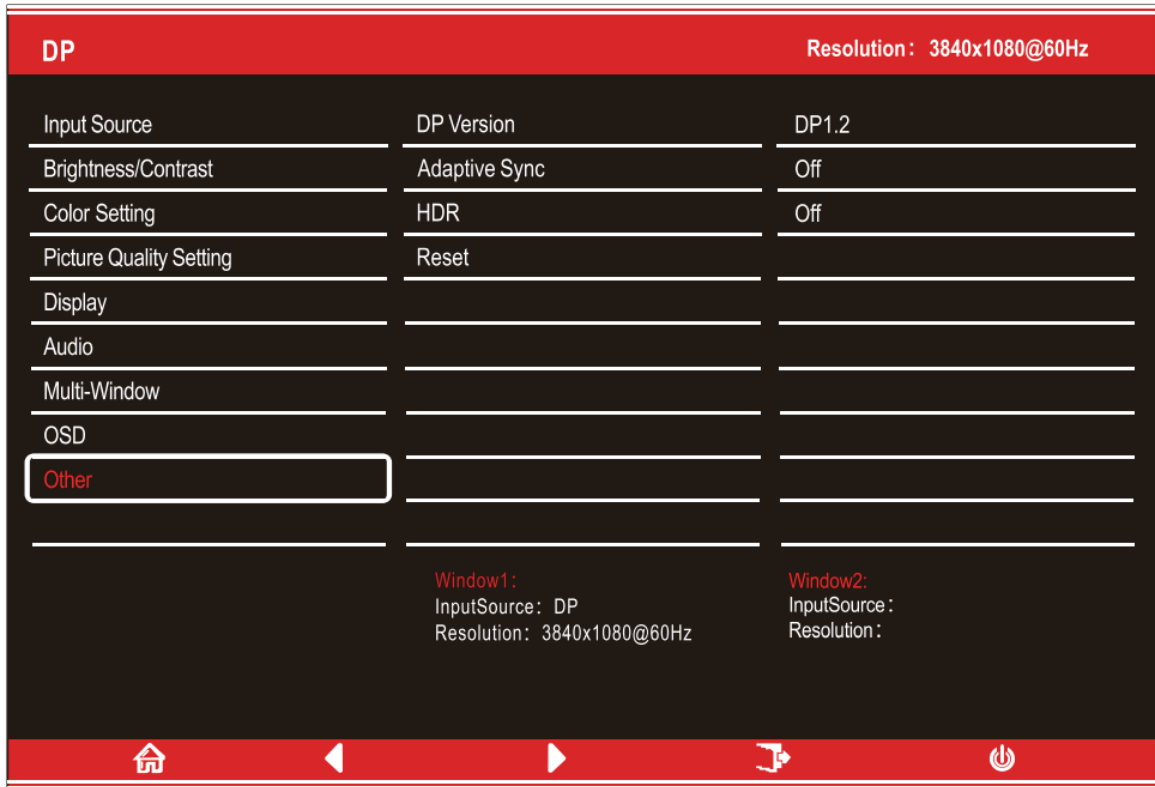 DP
Resolution： 3840x1080@60Hz
Input Source
DP Version
DP1.2
Brightness/Contrast
Adaptive Sync
Off
Color Setting
HDR
Off
Picture Quality Setting
Reset
Display
Audio
Multi-Window
OSD
Other
Window1：
InputSource： DP
Resolution： 3840x1080@60Hz
Window2:
InputSource：
Resolution：